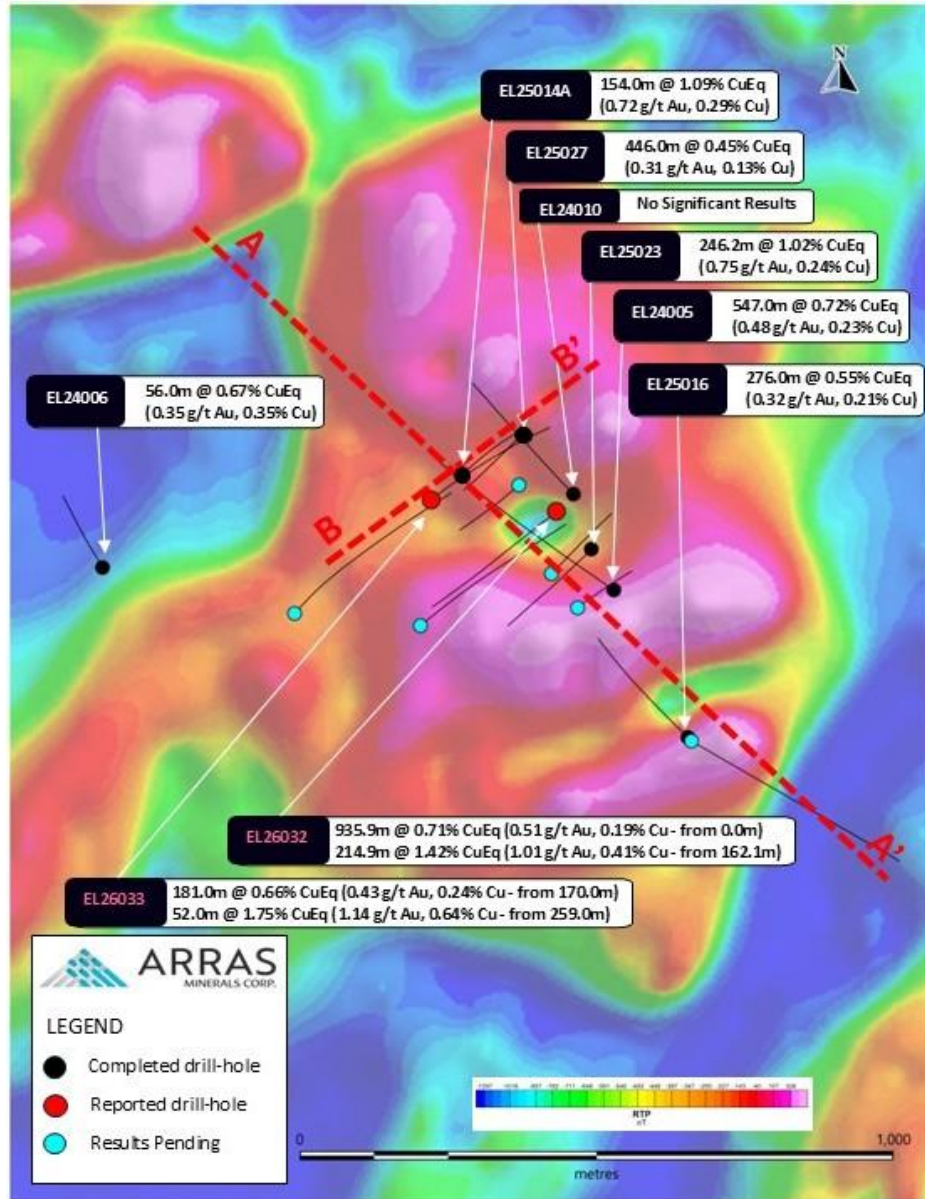 N
EL25014A
154.0m @ 1.09% CuEq
(0.72 g/t Au, 0.29% Cu)
EL25027
446.0m @ 0.45% CuEq
(0.31 g/t Au, 0.13% Cu)
EL24010
No Significant Results
EL25023
246.2m @ 1.02% CuEq
(0.75 g/t Au, 0.24% Cu)
EL24005
547.0m @ 0.72% CuEq
(0.48 g/t Au, 0.23% Cu)
EL25016
276.0m @ 0.55% CuEq
(0.32 g/t Au, 0.21% Cu)
EL24006
56.0m @ 0.67% CuEq
(0.35 g/t Au, 0.35% Cu)
A
B'
B
A'
EL26032
935.9m @ 0.71% CuEq (0.51 g/t Au, 0.19% Cu - from 0.0m)
214.9m @ 1.42% CuEq (1.01 g/t Au, 0.41% Cu - from 162.1m)
EL26033
181.0m @ 0.66% CuEq (0.43 g/t Au, 0.24% Cu - from 170.0m)
52.0m @ 1.75% CuEq (1.14 g/t Au, 0.64% Cu - from 259.0m)
ARRAS
MINERALS CORP.
LEGEND
Completed drill-hole
Reported drill-hole
Results Pending
RTP
nT
0
1,000
metres